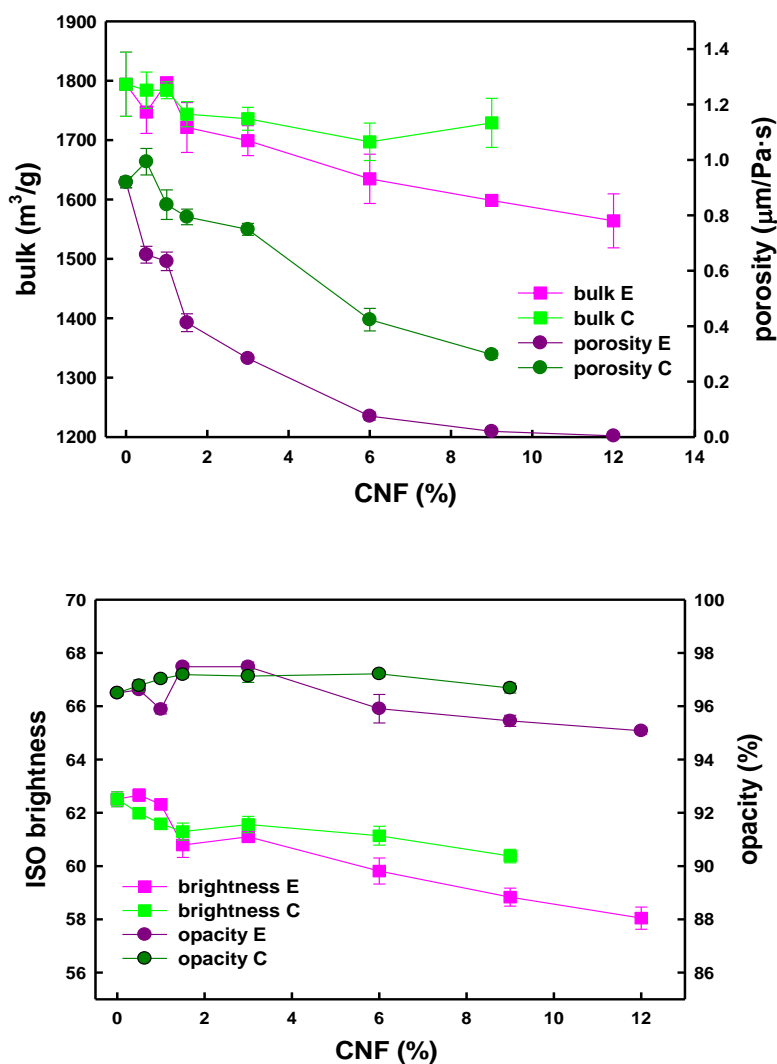 1900
1800
1700
1600
1500
1400
1300
1200
bulk (m³/g)
1.4
1.2
1.0
0.8
0.6
0.4
0.2
0.0
porosity (μm/Pa·s)
bulk E
bulk C
porosity E
porosity C
0 2 4 6 8 10 12 14
CNF (%)
70
68
66
64
62
60
58
56
ISO brightness
100
98
96
94
92
90
88
86
opacity (%)
brightness E
brightness C
opacity E
opacity C
0 2 4 6 8 10 12
CNF (%)